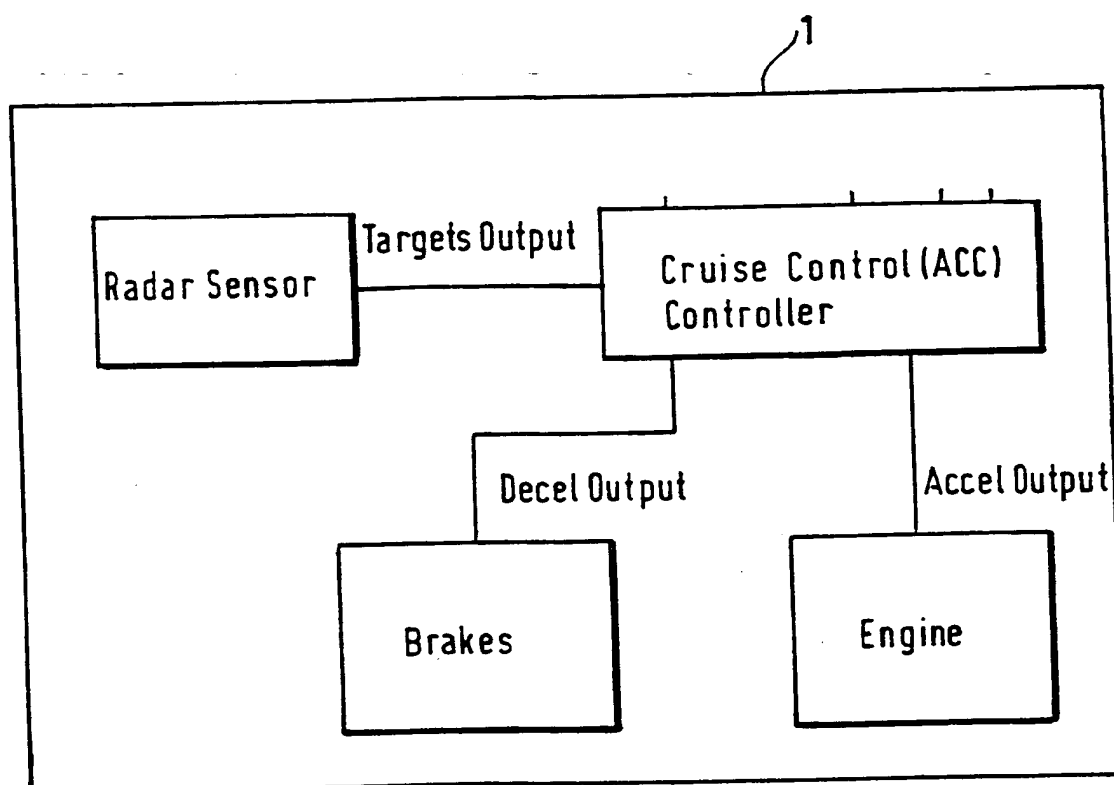 1
Radar Sensor
Targets Output
Cruise Control (ACC)
Controller
Decel Output
Accel Output
Brakes
Engine